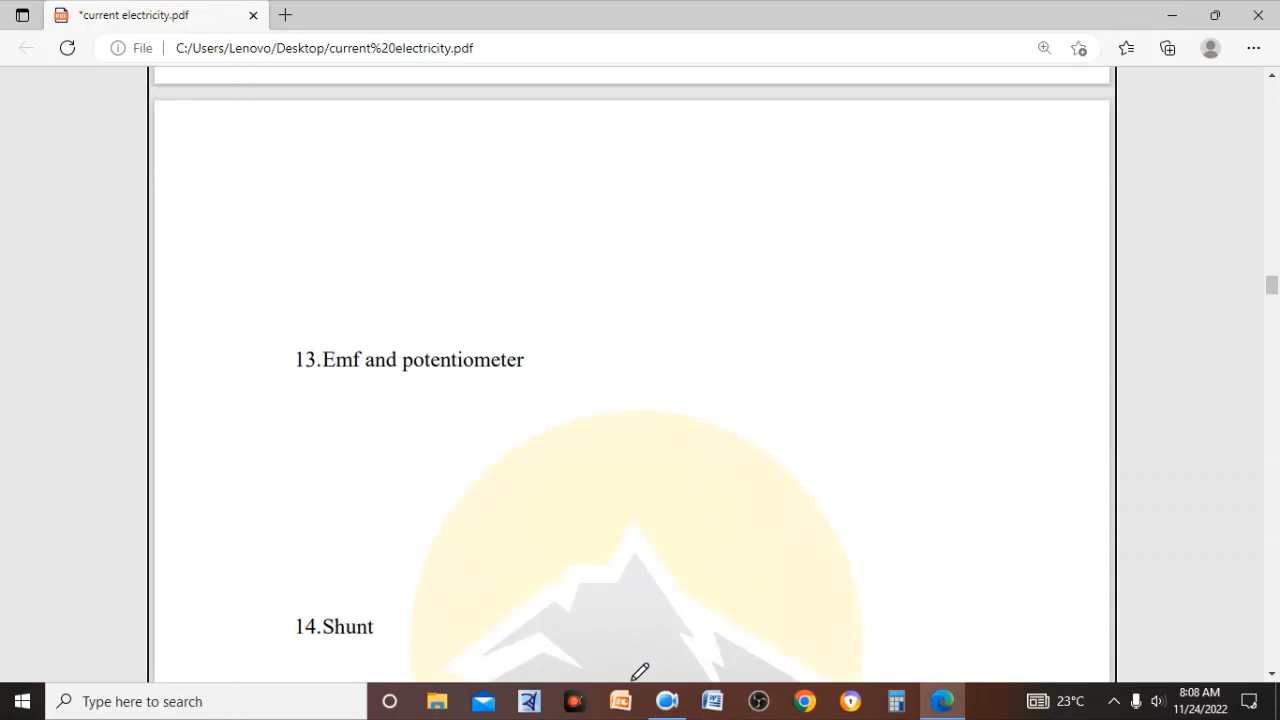 *current electricity.pdf
File
C:/Users/Lenovo/Desktop/current%20electricity.pdf
13.Emf and potentiometer
14.Shunt
Type here to search
23°C
8:08 AM
11/24/2022